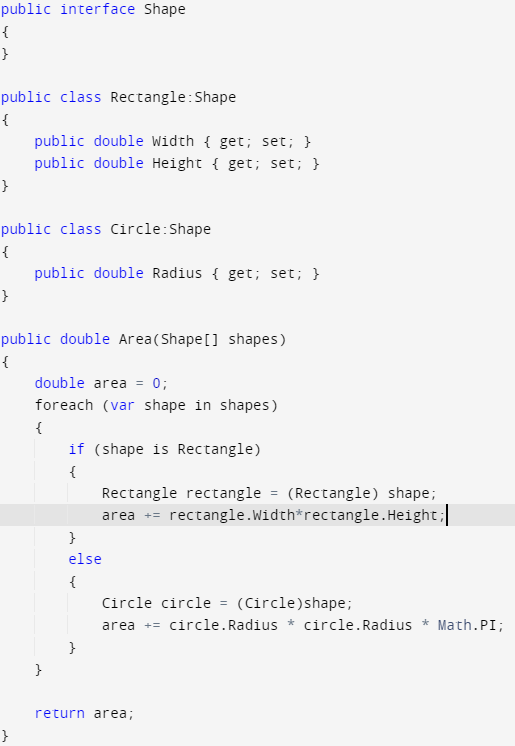 public interface Shape
{
}
public class Rectangle:Shape
{
public double Width { get; set; }
public double Height { get; set; }
}
public class Circle:Shape
{
public double Radius { get; set; }
}
public double Area(Shape[] shapes)
{
double area = 0;
foreach (var shape in shapes)
{
if (shape is Rectangle)
{
Rectangle rectangle = (Rectangle) shape;
area += rectangle.Width*rectangle.Height;
}
else
{
Circle circle = (Circle)shape;
area += circle.Radius * circle.Radius * Math.PI;
}
}
return area;
}